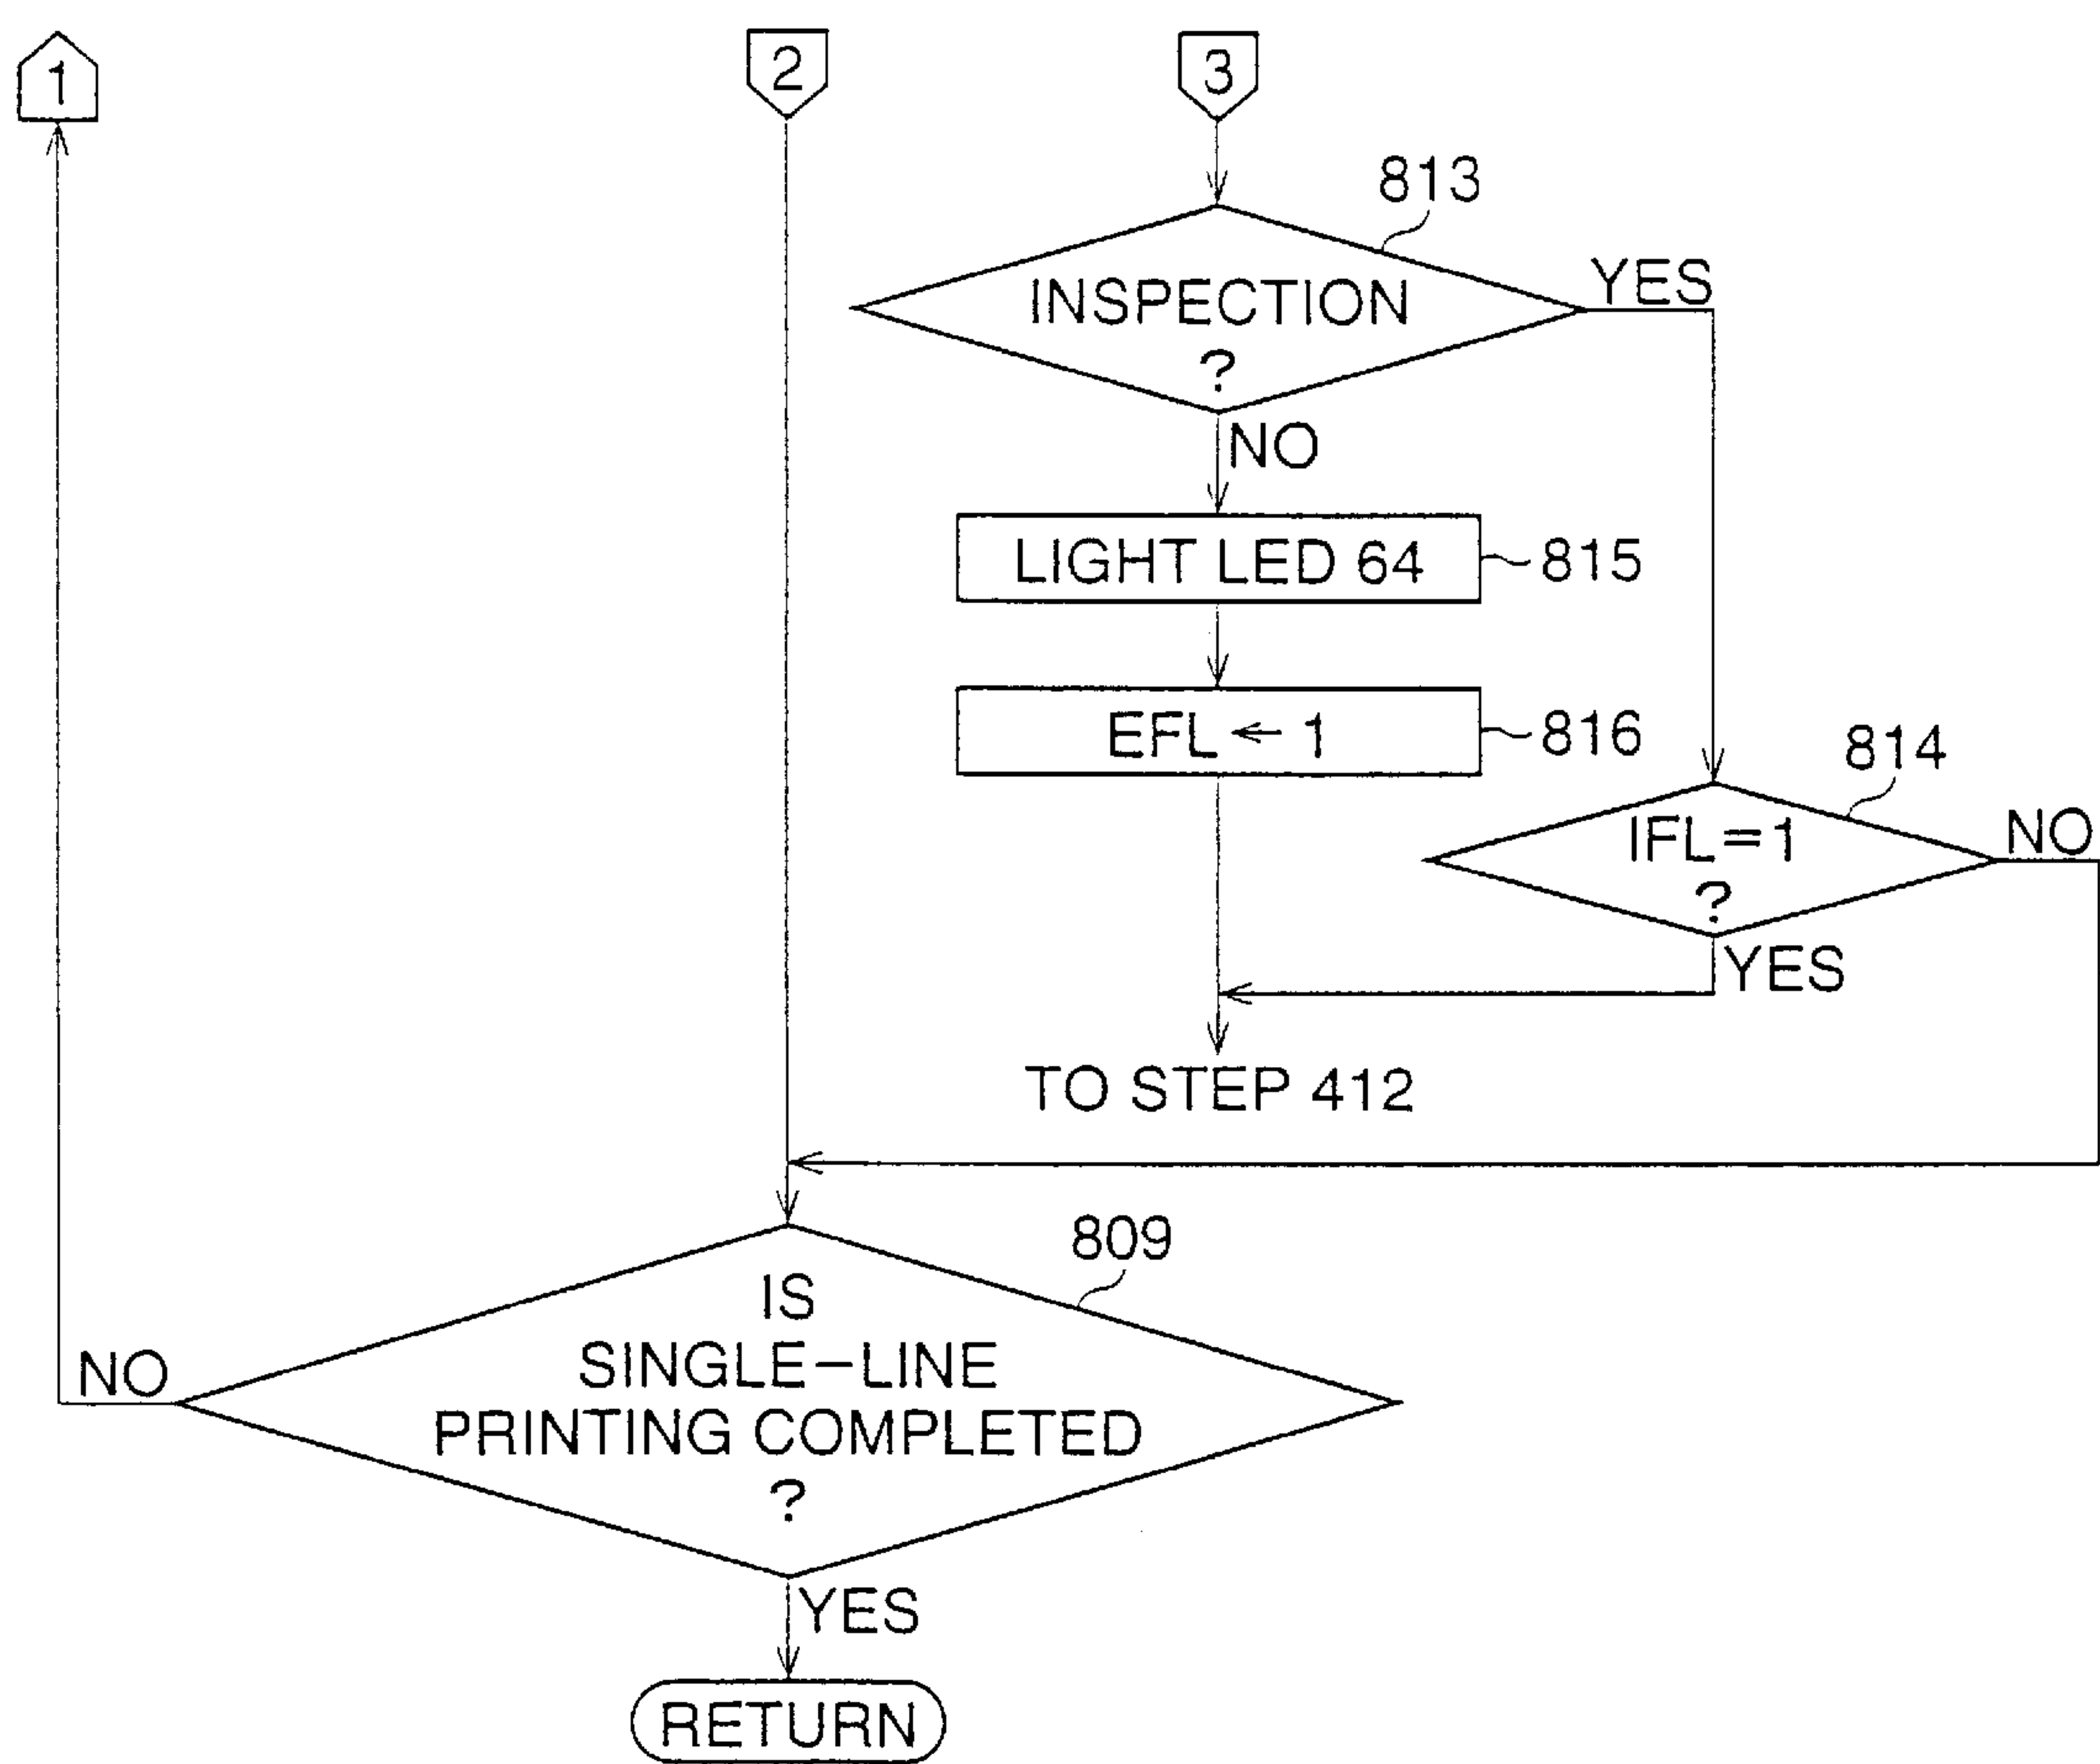 1
2
3
813
INSPECTION
?
YES
NO
LIGHT LED 64
815
EFL ← 1
816
814
IFL=1
?
NO
YES
TO STEP 412
809
IS
SINGLE-LINE
PRINTING COMPLETED
?
NO
YES
RETURN